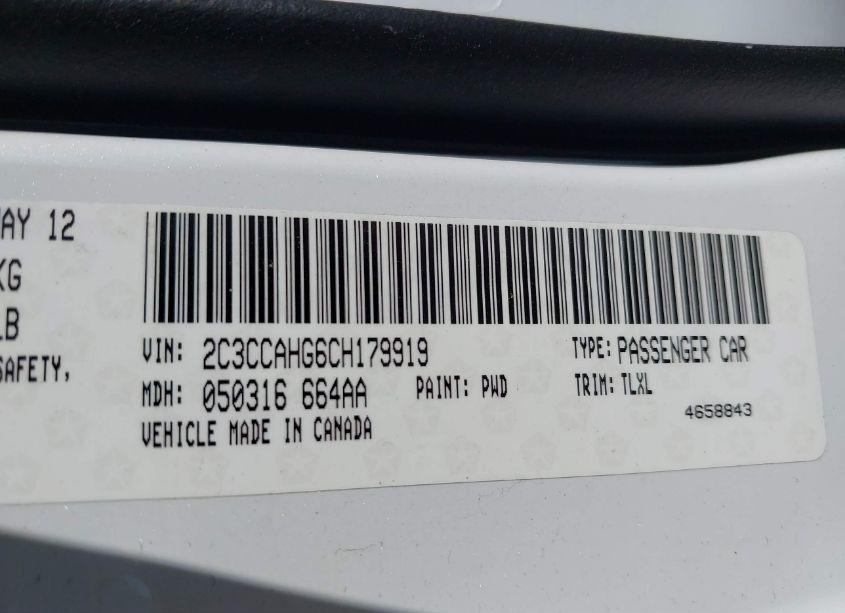 MAY 12
KG
LB
SAFETY,
VIN: 2C3CCAHG6CH179919 TYPE: PASSENGER CAR
MDH: 050316 664AA PAINT: PWD TRIM: TLXL
VEHICLE MADE IN CANADA 4658843